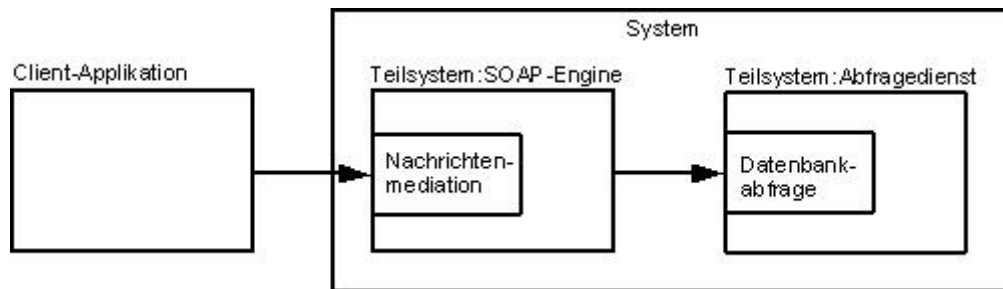 System
Client-Applikation
Teilsystem:SOAP-Engine
Teilsystem:Abfragedienst
Nachrichten-
mediation
Datenbank-
abfrage